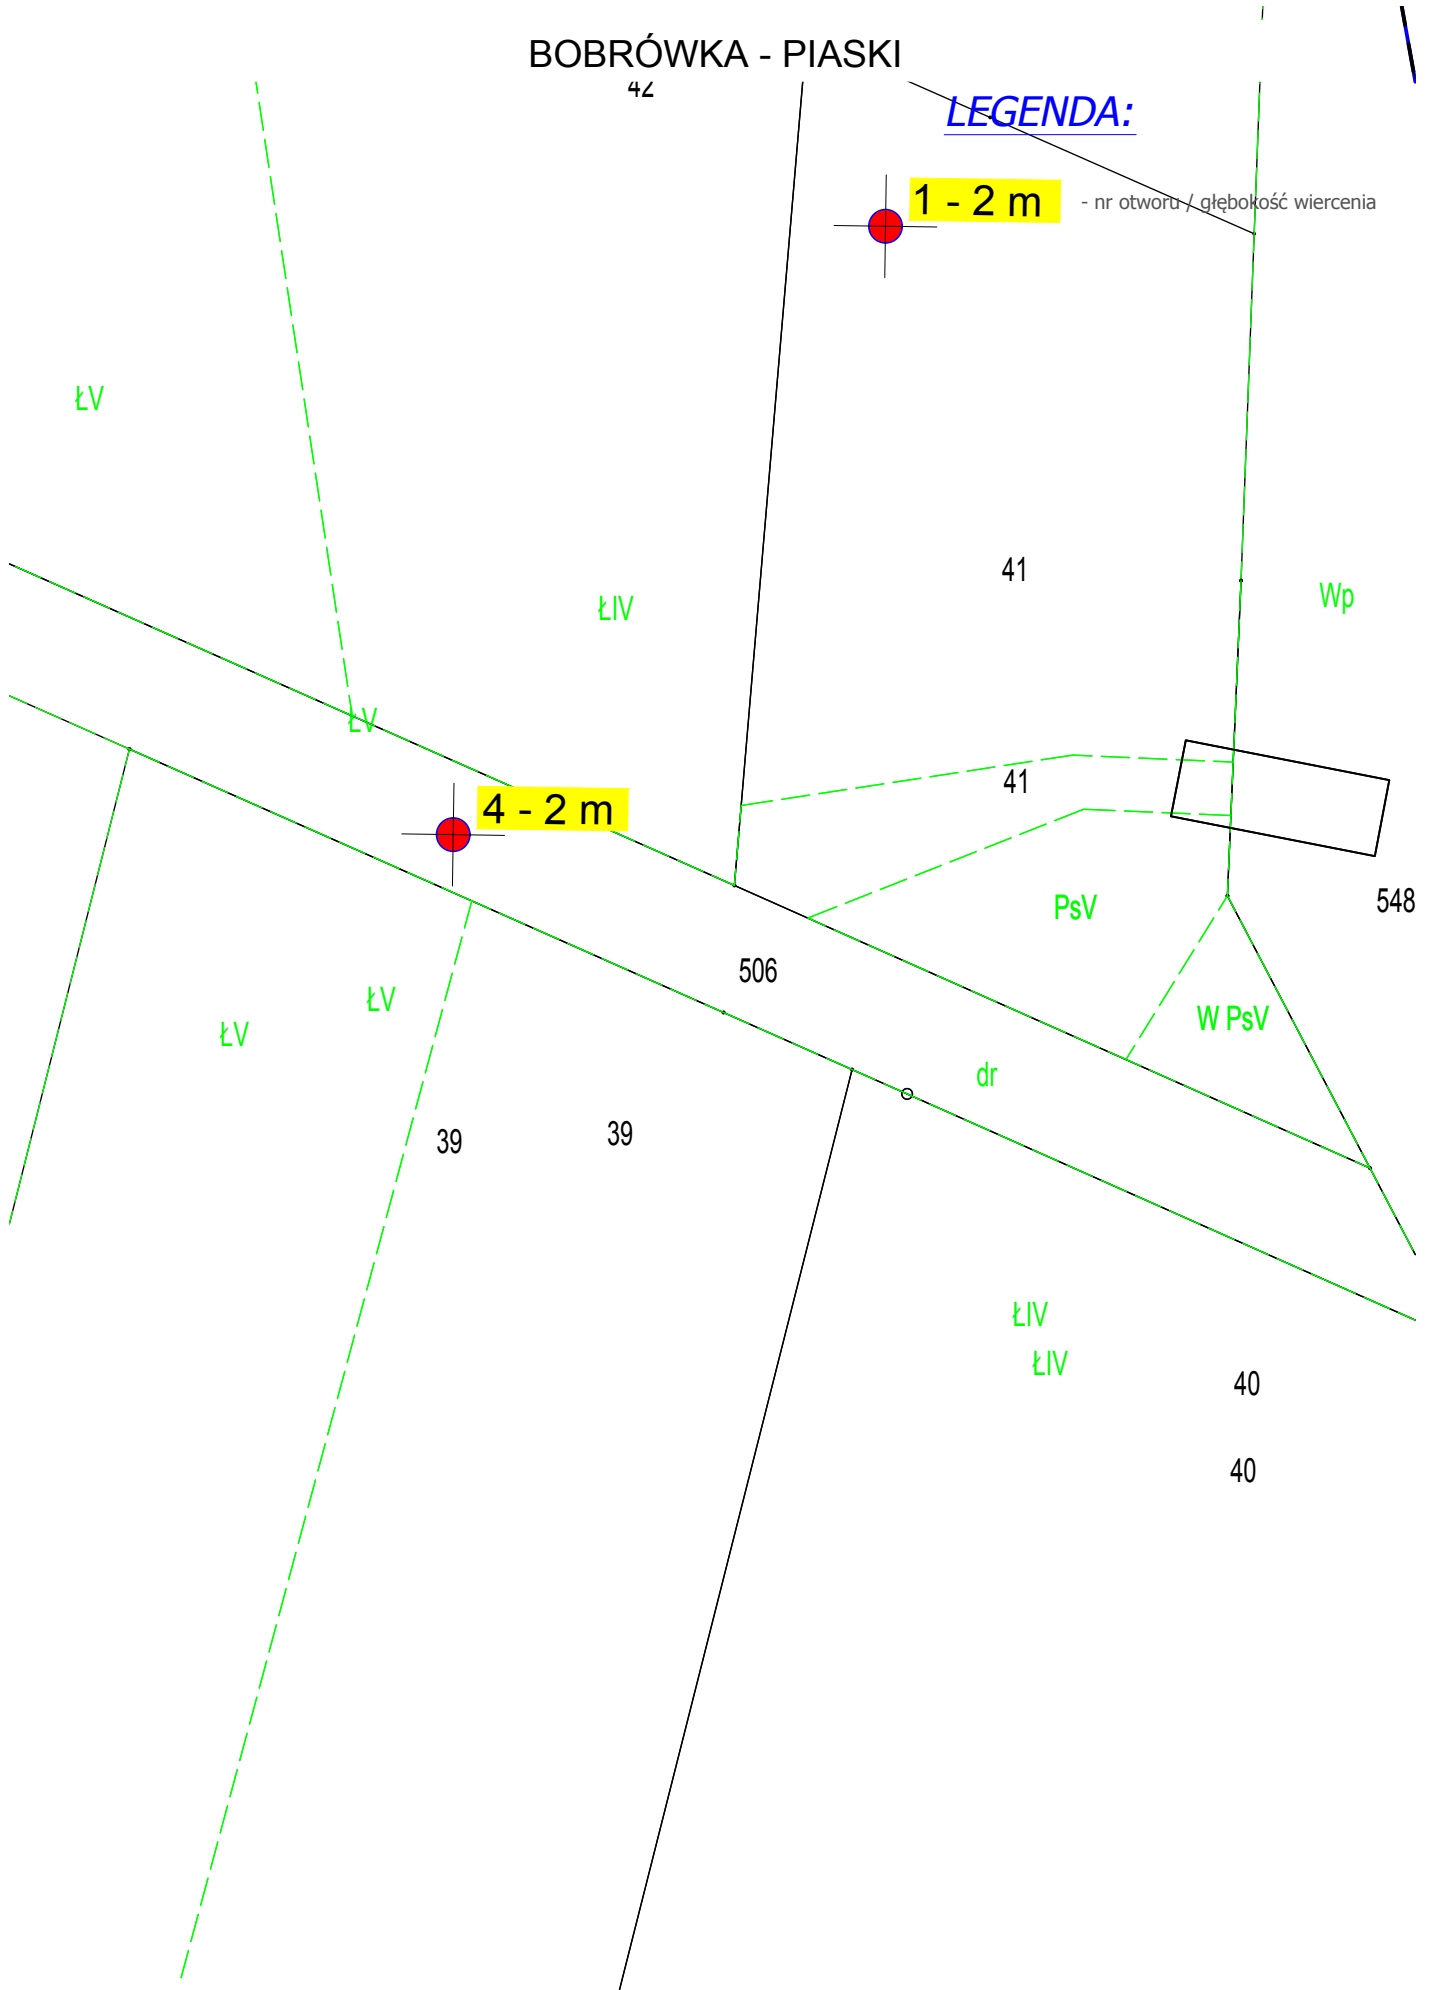 BOBRÓWKA - PIASKI
42
LEGENDA:
1 - 2 m
- nr otworu / głębokość wiercenia
ŁV
41
Wp
ŁIV
ŁV
41
4 - 2 m
548
PsV
506
ŁV
W PsV
ŁV
dr
39
39
ŁIV
ŁIV
40
40